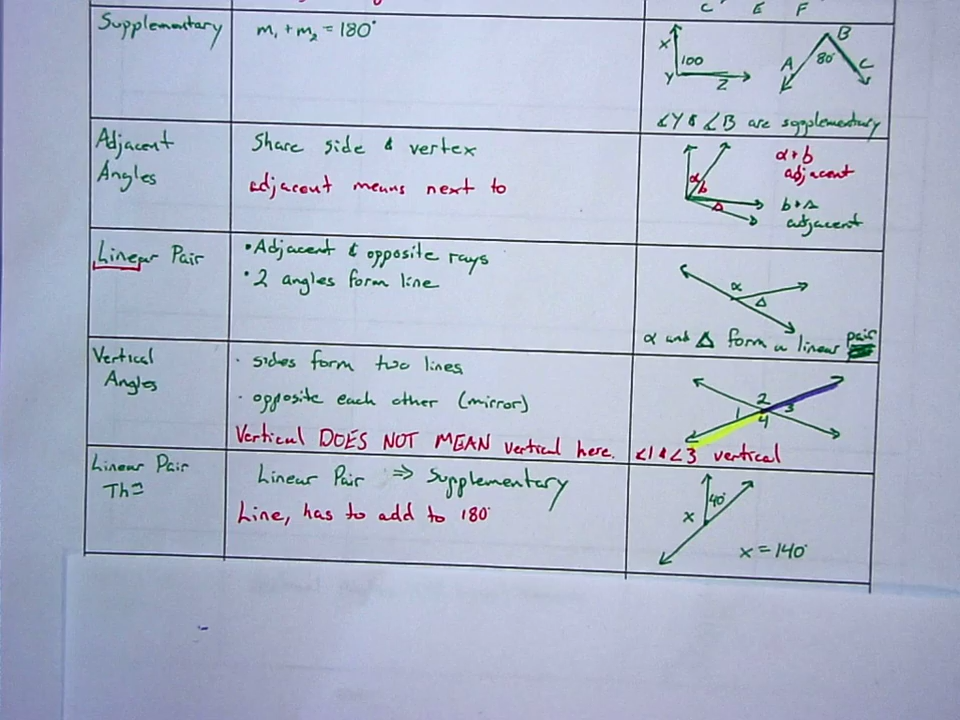 C E F
Supplementary
m₁ + m₂ = 180°
X
100
Y
Z
A
B
80°
C
∠Y & ∠B are sgpplementary
Adjacent
Angles
Share side & vertex
adjacent means next to
α
b
Δ
α + b
adjacent
b + Δ
adjacent
Linear Pair
• Adjacent & opposite rays
• 2 angles form line
α
Δ
α and Δ form a linear pair
Vertical
Angles
· sides form two lines
· opposite each other (mirror)
Vertical DOES NOT MEAN vertical here.
1
2
3
4
∠1 & ∠3 vertical
Linear Pair
Thm
Linear Pair ⇒ Supplementary
Line, has to add to 180°
40°
x
x = 140°